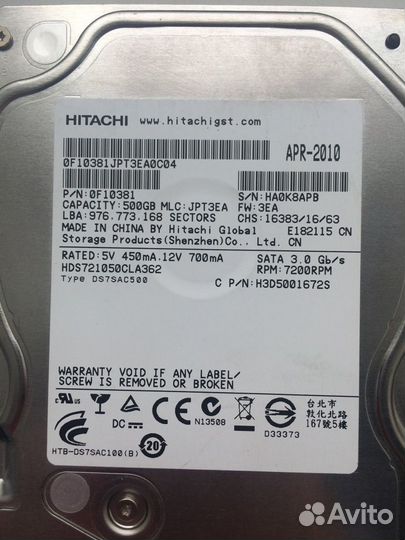 HITACHI www.hitachigst.com
0F10381JPT3EA0C04 APR-2010
P/N:0F10381 S/N:HA0K8APB
CAPACITY:500GB MLC:JPT3EA FW:3EA
LBA:976.773.168 SECTORS CHS:16383/16/63
MADE IN CHINA BY Hitachi Global E182115 CN
Storage Products(Shenzhen)Co., Ltd. CN
RATED:5V 450mA.12V 700mA SATA 3.0 Gb/s
HDS721050CLA362 RPM:7200RPM
Type DS7SAC500 C P/N:H3D5001672S
WARRANTY VOID IF ANY LABEL/
SCREW IS REMOVED OR BROKEN.
c UL us
DC
N13508
D33373
台北市
敦化北路
167號5樓
20
HTB-DS7SAC100(B)
Avito